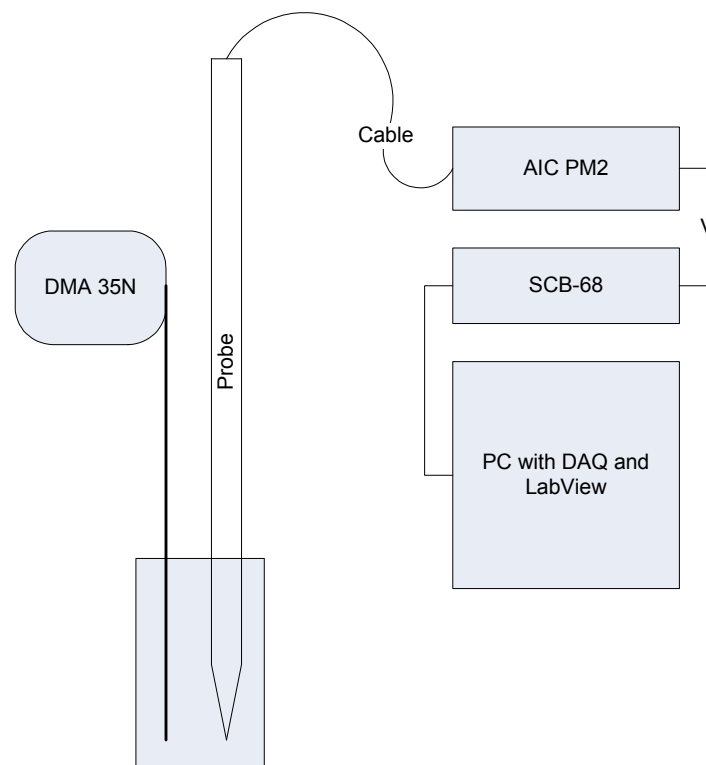 Cable
AIC PM2
DMA 35N
SCB-68
Probe
PC with DAQ and
LabView